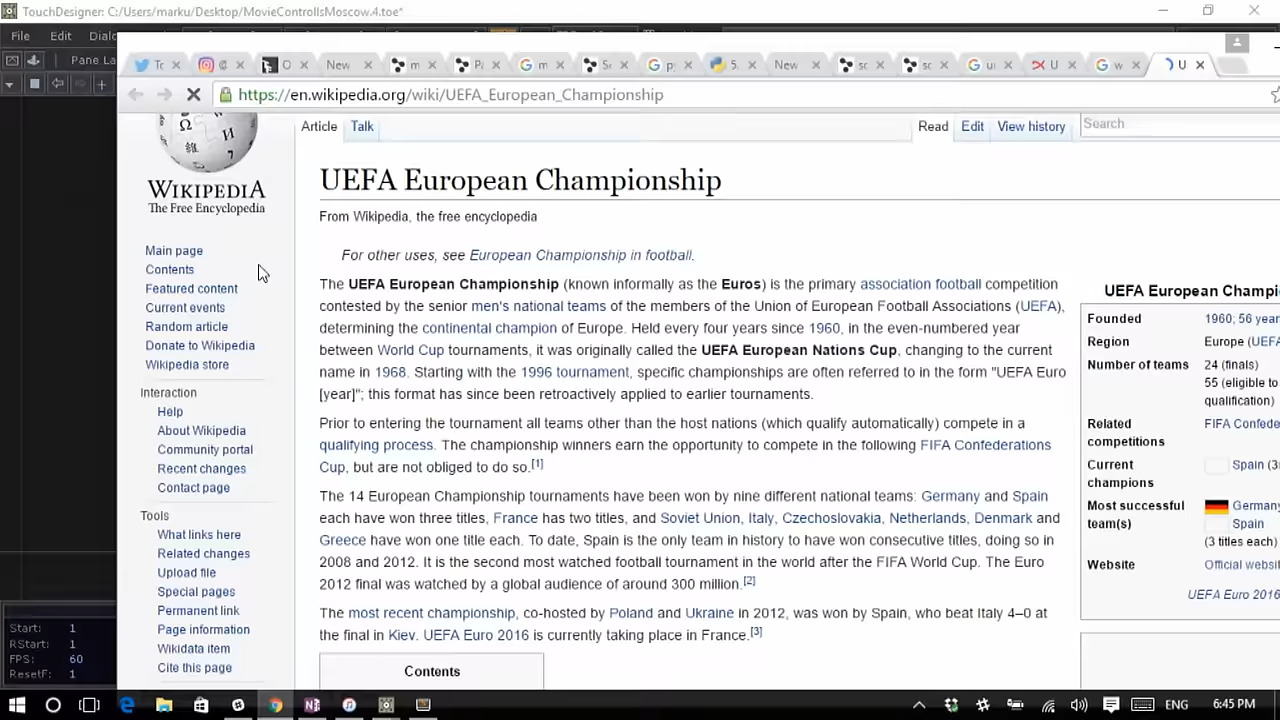 TouchDesigner: C:/Users/marku/Desktop/MovieControllsMoscow.4.toe*
File Edit Dialo
Pane La
https://en.wikipedia.org/wiki/UEFA_European_Championship
New
New
WIKIPEDIA
The Free Encyclopedia
Main page
Contents
Featured content
Current events
Random article
Donate to Wikipedia
Wikipedia store
Interaction
Help
About Wikipedia
Community portal
Recent changes
Contact page
Tools
What links here
Related changes
Upload file
Special pages
Permanent link
Page information
Wikidata item
Cite this page
Article Talk Read Edit View history Search
UEFA European Championship
From Wikipedia, the free encyclopedia
For other uses, see European Championship in football.
The UEFA European Championship (known informally as the Euros) is the primary association football competition
contested by the senior men's national teams of the members of the Union of European Football Associations (UEFA),
determining the continental champion of Europe. Held every four years since 1960, in the even-numbered year
between World Cup tournaments, it was originally called the UEFA European Nations Cup, changing to the current
name in 1968. Starting with the 1996 tournament, specific championships are often referred to in the form "UEFA Euro
[year]"; this format has since been retroactively applied to earlier tournaments.
Prior to entering the tournament all teams other than the host nations (which qualify automatically) compete in a
qualifying process. The championship winners earn the opportunity to compete in the following FIFA Confederations
Cup, but are not obliged to do so.[1]
The 14 European Championship tournaments have been won by nine different national teams: Germany and Spain
each have won three titles, France has two titles, and Soviet Union, Italy, Czechoslovakia, Netherlands, Denmark and
Greece have won one title each. To date, Spain is the only team in history to have won consecutive titles, doing so in
2008 and 2012. It is the second most watched football tournament in the world after the FIFA World Cup. The Euro
2012 final was watched by a global audience of around 300 million.[2]
The most recent championship, co-hosted by Poland and Ukraine in 2012, was won by Spain, who beat Italy 4–0 at
the final in Kiev. UEFA Euro 2016 is currently taking place in France.[3]
Contents
UEFA European Champi
Founded 1960; 56 year
Region Europe (UEFA
Number of teams 24 (finals)
55 (eligible to
qualification)
Related FIFA Confede
competitions
Current Spain (3
champions
Most successful Germany
team(s) Spain
(3 titles each)
Website Official websit
UEFA Euro 2016
Start: 1
RStart: 1
FPS: 60
ResetF: 1
ENG 6:45 PM